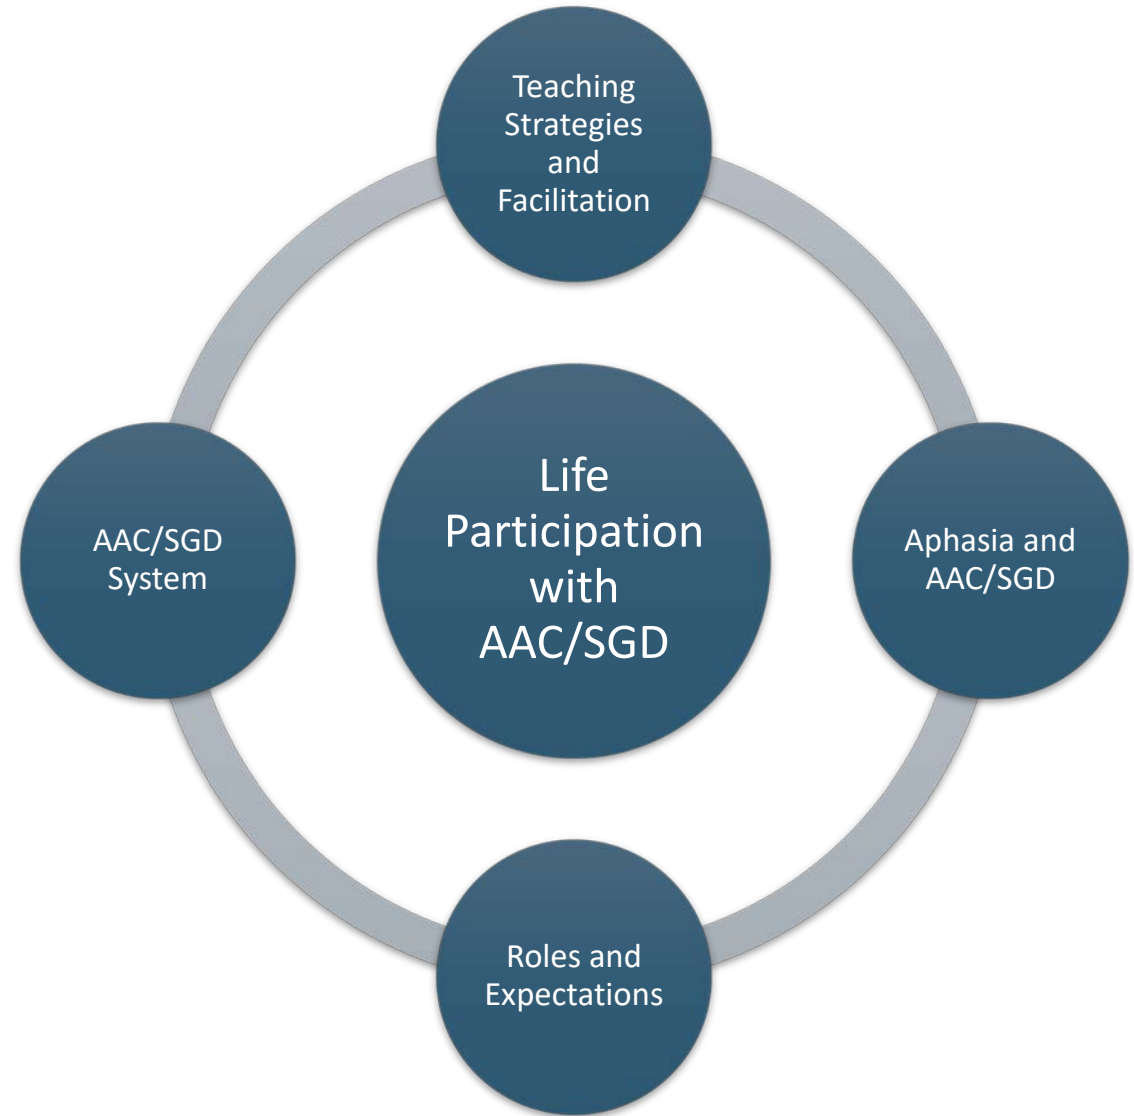 Teaching
Strategies
and
Facilitation
Life
Participation
with
AAC/SGD
AAC/SGD
System
Aphasia and
AAC/SGD
Roles and
Expectations